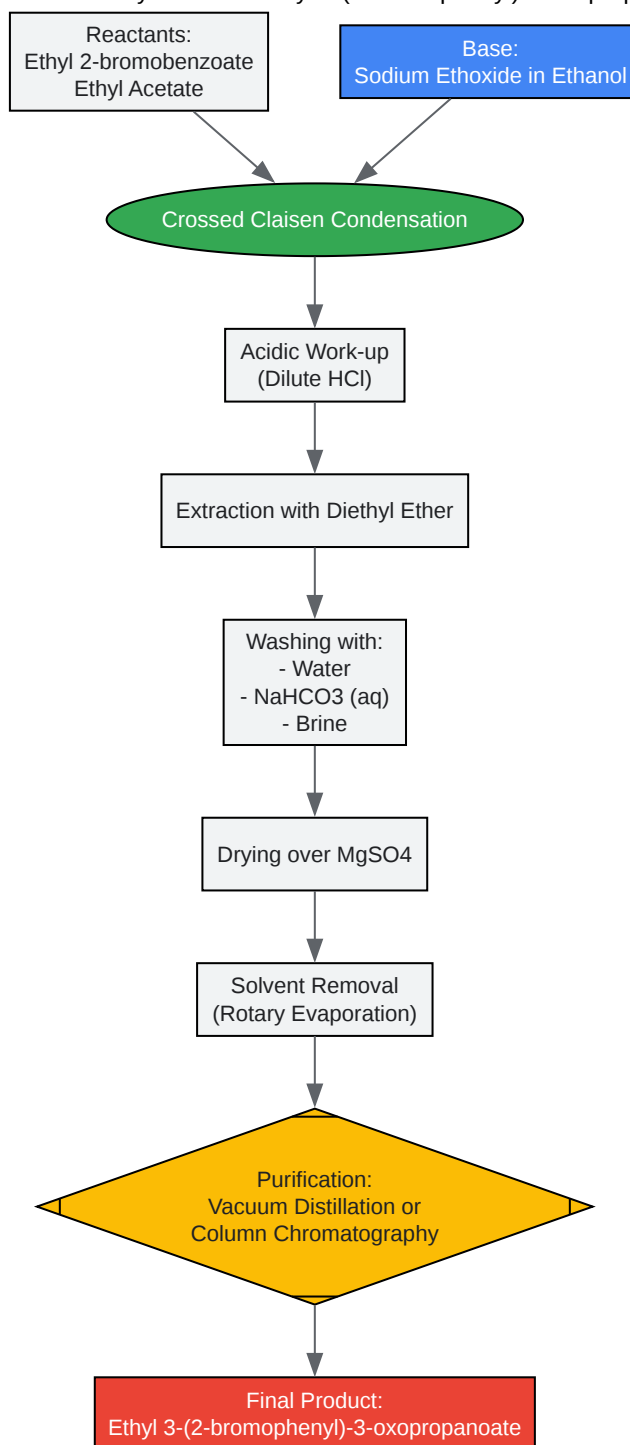 Reactants:
Ethyl 2-bromobenzoate
Ethyl Acetate
Base:
Sodium Ethoxide in Ethanol
Crossed Claisen Condensation
Acidic Work-up
(Dilute HCl)
Extraction with Diethyl Ether
Washing with:
- Water
- NaHCO3 (aq)
- Brine
Drying over MgSO4
Solvent Removal
(Rotary Evaporation)
Purification:
Vacuum Distillation or
Column Chromatography
Final Product:
Ethyl 3-(2-bromophenyl)-3-oxopropanoate